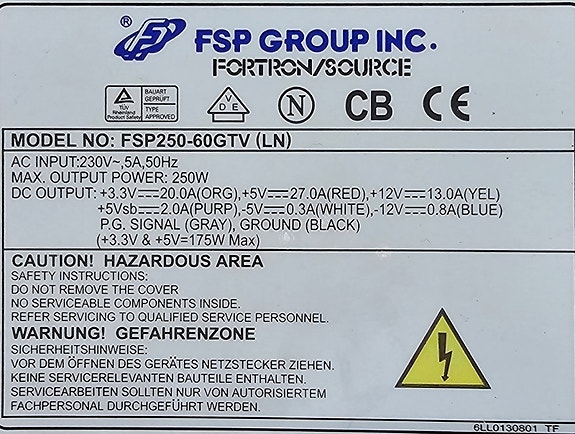 ® FSP GROUP INC.
FORTRON/SOURCE
TÜV Rheinland Product Safety BAUART GEPRÜFT TYPE APPROVED VDE N CB CE
MODEL NO: FSP250-60GTV (LN)
AC INPUT:230V~,5A,50Hz
MAX. OUTPUT POWER: 250W
DC OUTPUT: +3.3V⎓20.0A(ORG),+5V⎓27.0A(RED),+12V⎓13.0A(YEL)
+5Vsb⎓2.0A(PURP),-5V⎓0.3A(WHITE),-12V⎓0.8A(BLUE)
P.G. SIGNAL (GRAY), GROUND (BLACK)
(+3.3V & +5V=175W Max)
CAUTION! HAZARDOUS AREA
SAFETY INSTRUCTIONS:
DO NOT REMOVE THE COVER
NO SERVICEABLE COMPONENTS INSIDE.
REFER SERVICING TO QUALIFIED SERVICE PERSONNEL.
WARNUNG! GEFAHRENZONE
SICHERHEITSHINWEISE:
VOR DEM ÖFFNEN DES GERÄTES NETZSTECKER ZIEHEN.
KEINE SERVICERELEVANTEN BAUTEILE ENTHALTEN.
SERVICEARBEITEN SOLLTEN NUR VON AUTORISIERTEM
FACHPERSONAL DURCHGEFÜHRT WERDEN.
6LL0130801 TF